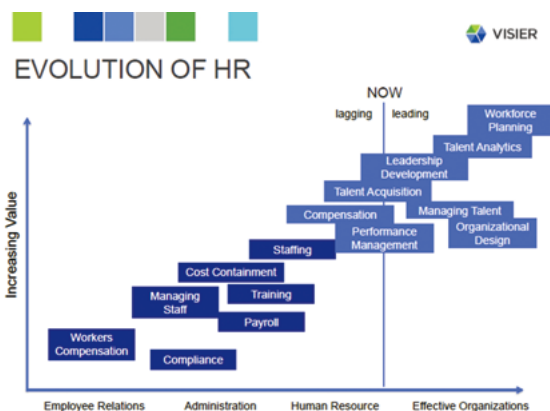 VISIER
EVOLUTION OF HR
NOW
lagging
leading
Workforce
Planning
Talent Analytics
Leadership
Development
Talent Acquisition
Compensation
Managing Talent
Performance
Management
Organizational
Design
Staffing
Cost Containment
Managing
Staff
Training
Payroll
Workers
Compensation
Compliance
Increasing Value
Employee Relations
Administration
Human Resource
Effective Organizations